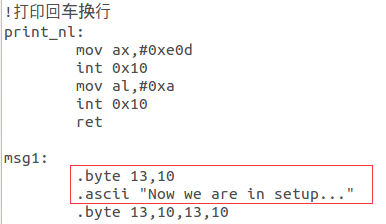 !打印回车换行
print_nl:
mov ax,#0xe0d
int 0x10
mov al,#0xa
int 0x10
ret
msg1:
.byte 13,10
.ascii "Now we are in setup..."
.byte 13,10,13,10